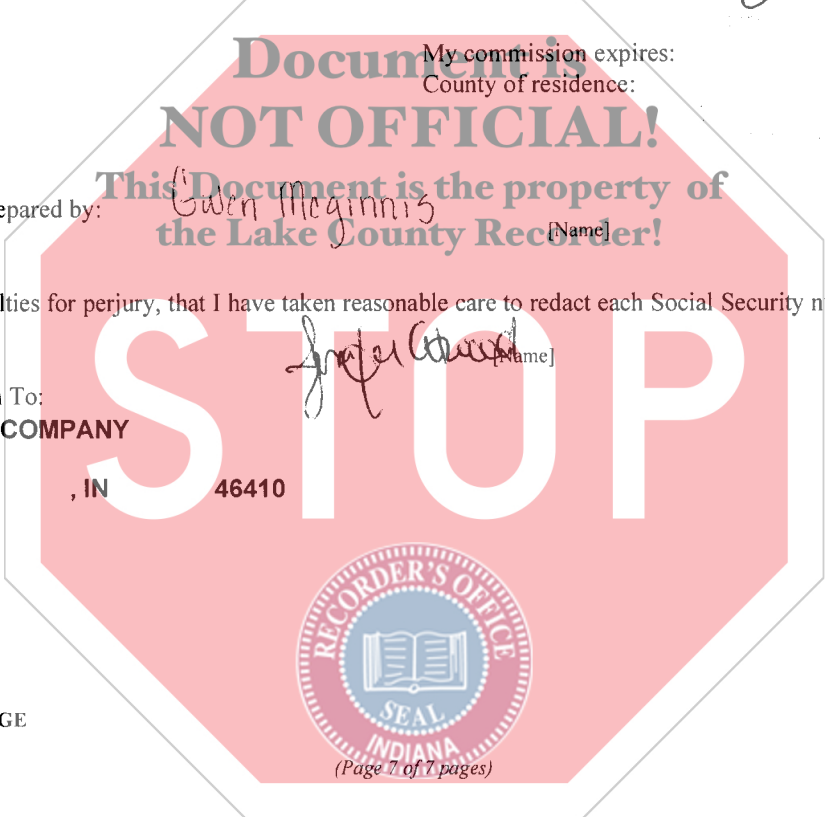 My commission expires:
Document is
County of residence:
NOT OFFICIAL!
This Document is the property of
epared by: Gwen Mcginnis
the Lake County Recorder! [Name]
lties for perjury, that I have taken reasonable care to redact each Social Security n
[Name]
To:
COMPANY
, IN 46410
STOP
RECORDER'S OFFICE
SEAL
INDIANA
GE
(Page 7 of 7 pages)